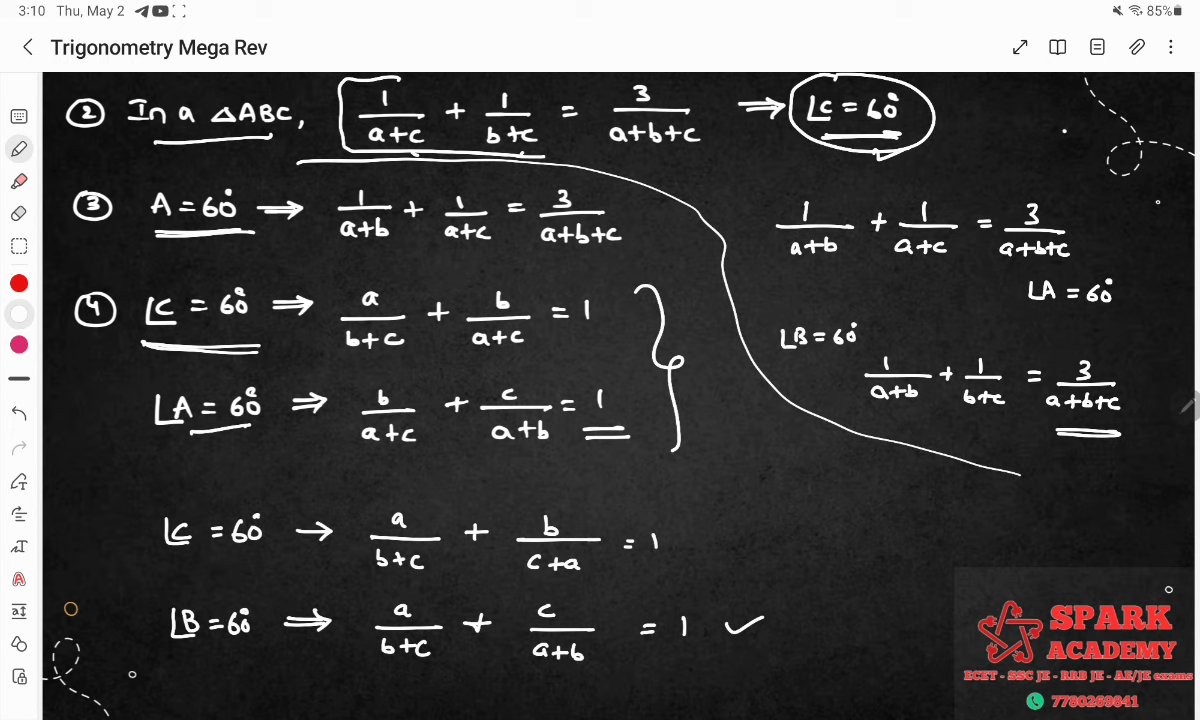 3:10 Thu, May 2 85%
Trigonometry Mega Rev
② In a △ABC, 1/(a+c) + 1/(b+c) = 3/(a+b+c) ⟹ ∠C = 60°
③ A = 60° ⟹ 1/(a+b) + 1/(a+c) = 3/(a+b+c)
1/(a+b) + 1/(a+c) = 3/(a+b+c)
∠A = 60°
④ ∠C = 60° ⟹ a/(b+c) + b/(a+c) = 1
∠B = 60°
1/(a+b) + 1/(b+c) = 3/(a+b+c)
∠A = 60° ⟹ b/(a+c) + c/(a+b) = 1
∠C = 60° → a/(b+c) + b/(c+a) = 1
∠B = 60° ⟹ a/(b+c) + c/(a+b) = 1 ✓
SPARK
ACADEMY
ECET - SSC JE - RRB JE - AE/JE exams
7780269841